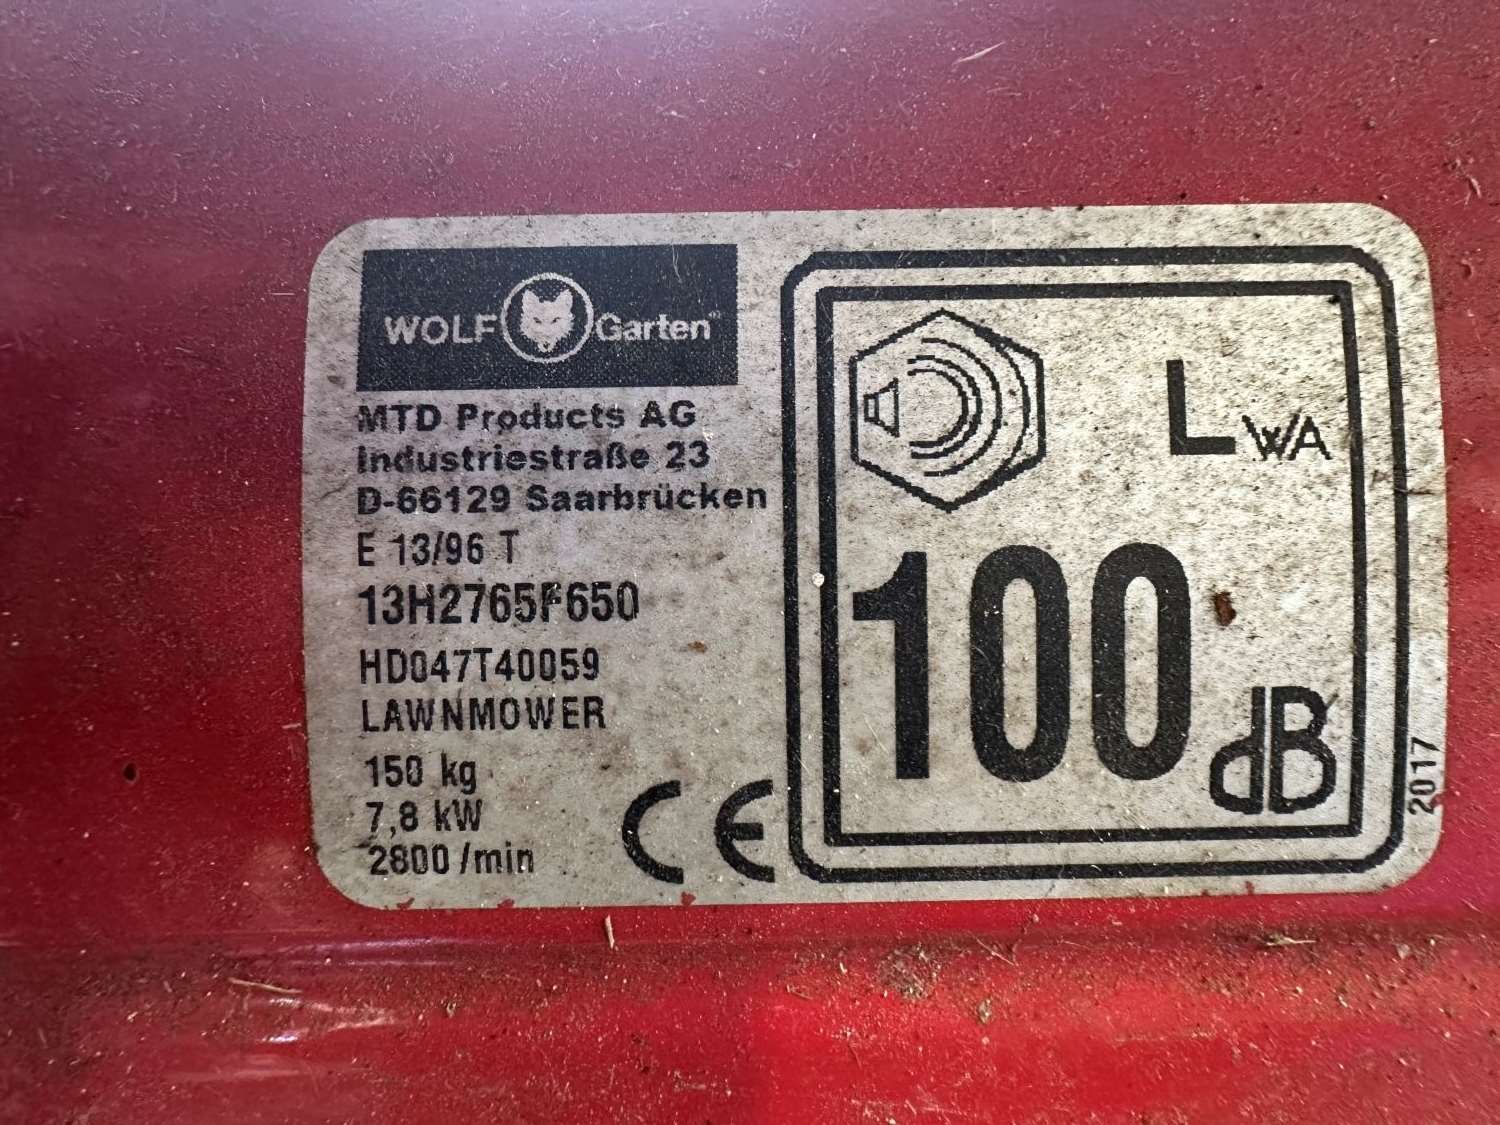 WOLF Garten®
MTD Products AG
Industriestraße 23
D-66129 Saarbrücken
E 13/96 T
13H2765F650
HD047T40059
LAWNMOWER
150 kg
7,8 kW
2800 /min
CE
LWA
100 dB
2017